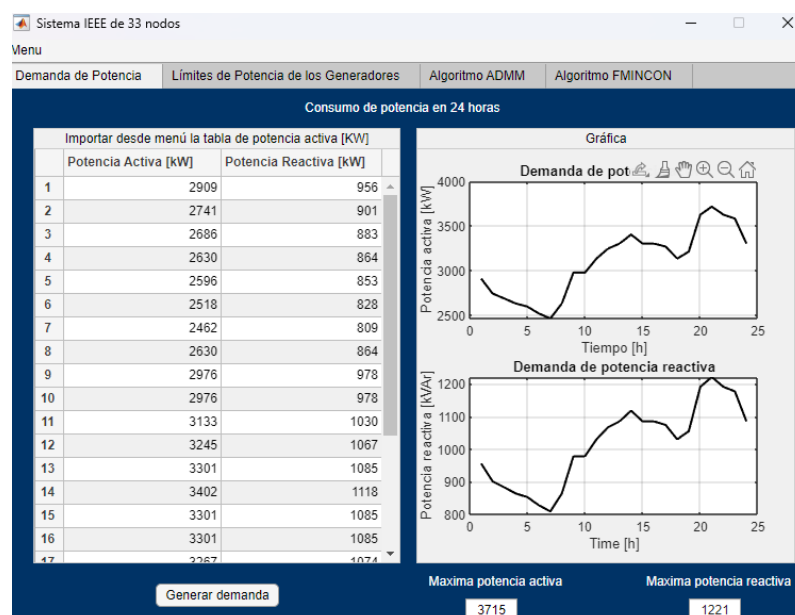 Sistema IEEE de 33 nodos
Menu
Demanda de Potencia Límites de Potencia de los Generadores Algoritmo ADMM Algoritmo FMINCON
Consumo de potencia en 24 horas
Importar desde menú la tabla de potencia activa [KW]
Potencia Activa [kW] Potencia Reactiva [kW]
1 2909 956
2 2741 901
3 2686 883
4 2630 864
5 2596 853
6 2518 828
7 2462 809
8 2630 864
9 2976 978
10 2976 978
11 3133 1030
12 3245 1067
13 3301 1085
14 3402 1118
15 3301 1085
16 3301 1085
17 3267 1074
Generar demanda
Gráfica
Demanda de pot
Potencia activa [kW]
4000
3500
3000
2500
0 5 10 15 20 25
Tiempo [h]
Demanda de potencia reactiva
Potencia reactiva [kVAr]
1200
1100
1000
900
800
0 5 10 15 20 25
Time [h]
Maxima potencia activa Maxima potencia reactiva
3715 1221